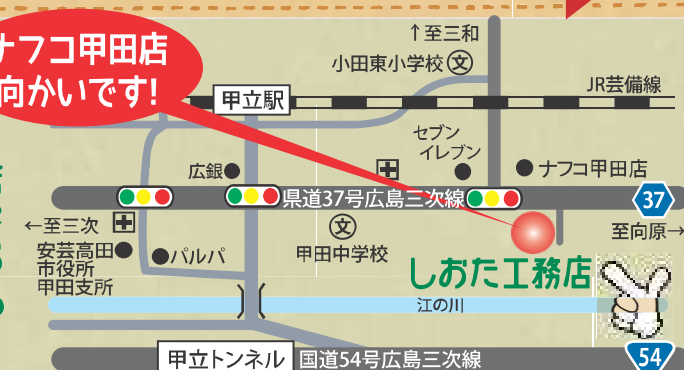 ナフコ甲田店
向かいです!
↑至三和
小田東小学校 文
JR芸備線
甲立駅
セブン
イレブン
広銀
ナフコ甲田店
県道37号広島三次線
37
←至三次
文
至向原→
安芸高田
市役所
甲田支所
パルパ
甲田中学校
しおた工務店
江の川
甲立トンネル
国道54号広島三次線
54